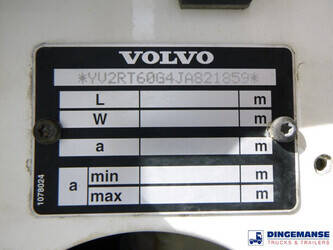 VOLVO
*YV2RT60G4JA821859*
L m
W m
a m
a min m
max m
1078024
DINGEMANSE
TRUCKS & TRAILERS